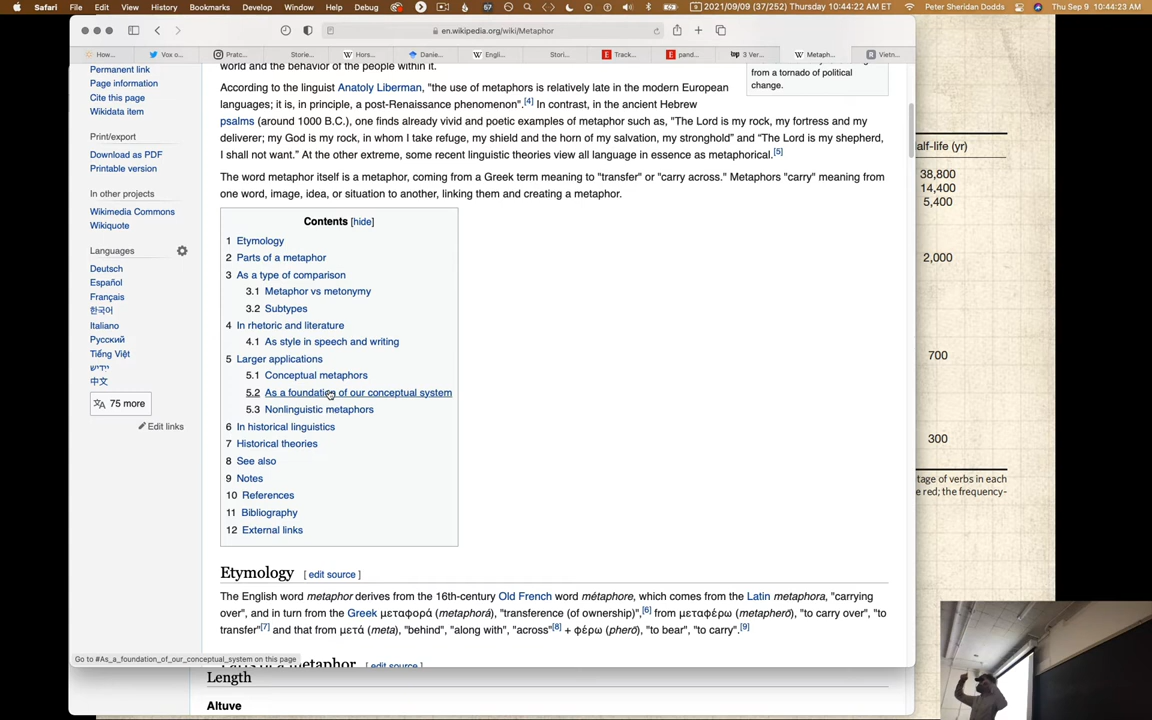 Safari File Edit View History Bookmarks Develop Window Help Debug 57 2021/09/09 (37/252) Thursday 10:44:22 AM ET Peter Sheridan Dodds Thu Sep 9 10:44:23 AM
en.wikipedia.org/wiki/Metaphor
How... Vox o... Pratc... Storie... Hors... Danie... Engli... Stori... Track... pand... 3 Ver... Metaph... Vietn...
Permanent link
Page information
Cite this page
Wikidata item
Print/export
Download as PDF
Printable version
In other projects
Wikimedia Commons
Wikiquote
Languages
Deutsch
Español
Français
한국어
Italiano
Русский
Tiếng Việt
ייִדיש
中文
75 more
Edit links
world and the behavior of the people within it.
According to the linguist Anatoly Liberman, "the use of metaphors is relatively late in the modern European
languages; it is, in principle, a post-Renaissance phenomenon".[4] In contrast, in the ancient Hebrew
psalms (around 1000 B.C.), one finds already vivid and poetic examples of metaphor such as, "The Lord is my rock, my fortress and my
deliverer; my God is my rock, in whom I take refuge, my shield and the horn of my salvation, my stronghold” and “The Lord is my shepherd,
I shall not want.” At the other extreme, some recent linguistic theories view all language in essence as metaphorical.[5]
The word metaphor itself is a metaphor, coming from a Greek term meaning to "transfer" or "carry across." Metaphors "carry" meaning from
one word, image, idea, or situation to another, linking them and creating a metaphor.
from a tornado of political
change.
Contents [hide]
1 Etymology
2 Parts of a metaphor
3 As a type of comparison
3.1 Metaphor vs metonymy
3.2 Subtypes
4 In rhetoric and literature
4.1 As style in speech and writing
5 Larger applications
5.1 Conceptual metaphors
5.2 As a foundation of our conceptual system
5.3 Nonlinguistic metaphors
6 In historical linguistics
7 Historical theories
8 See also
9 Notes
10 References
11 Bibliography
12 External links
Etymology [ edit source ]
The English word metaphor derives from the 16th-century Old French word métaphore, which comes from the Latin metaphora, "carrying
over", and in turn from the Greek μεταφορά (metaphorá), "transference (of ownership)",[6] from μεταφέρω (metapherō), "to carry over", "to
transfer"[7] and that from μετά (meta), "behind", "along with", "across"[8] + φέρω (pherō), "to bear", "to carry".[9]
metaphor [ edit source ]
Go to #As_a_foundation_of_our_conceptual_system on this page
Length
Altuve
alf-life (yr)
38,800
14,400
5,400
2,000
700
300
tage of verbs in each
e red; the frequency-